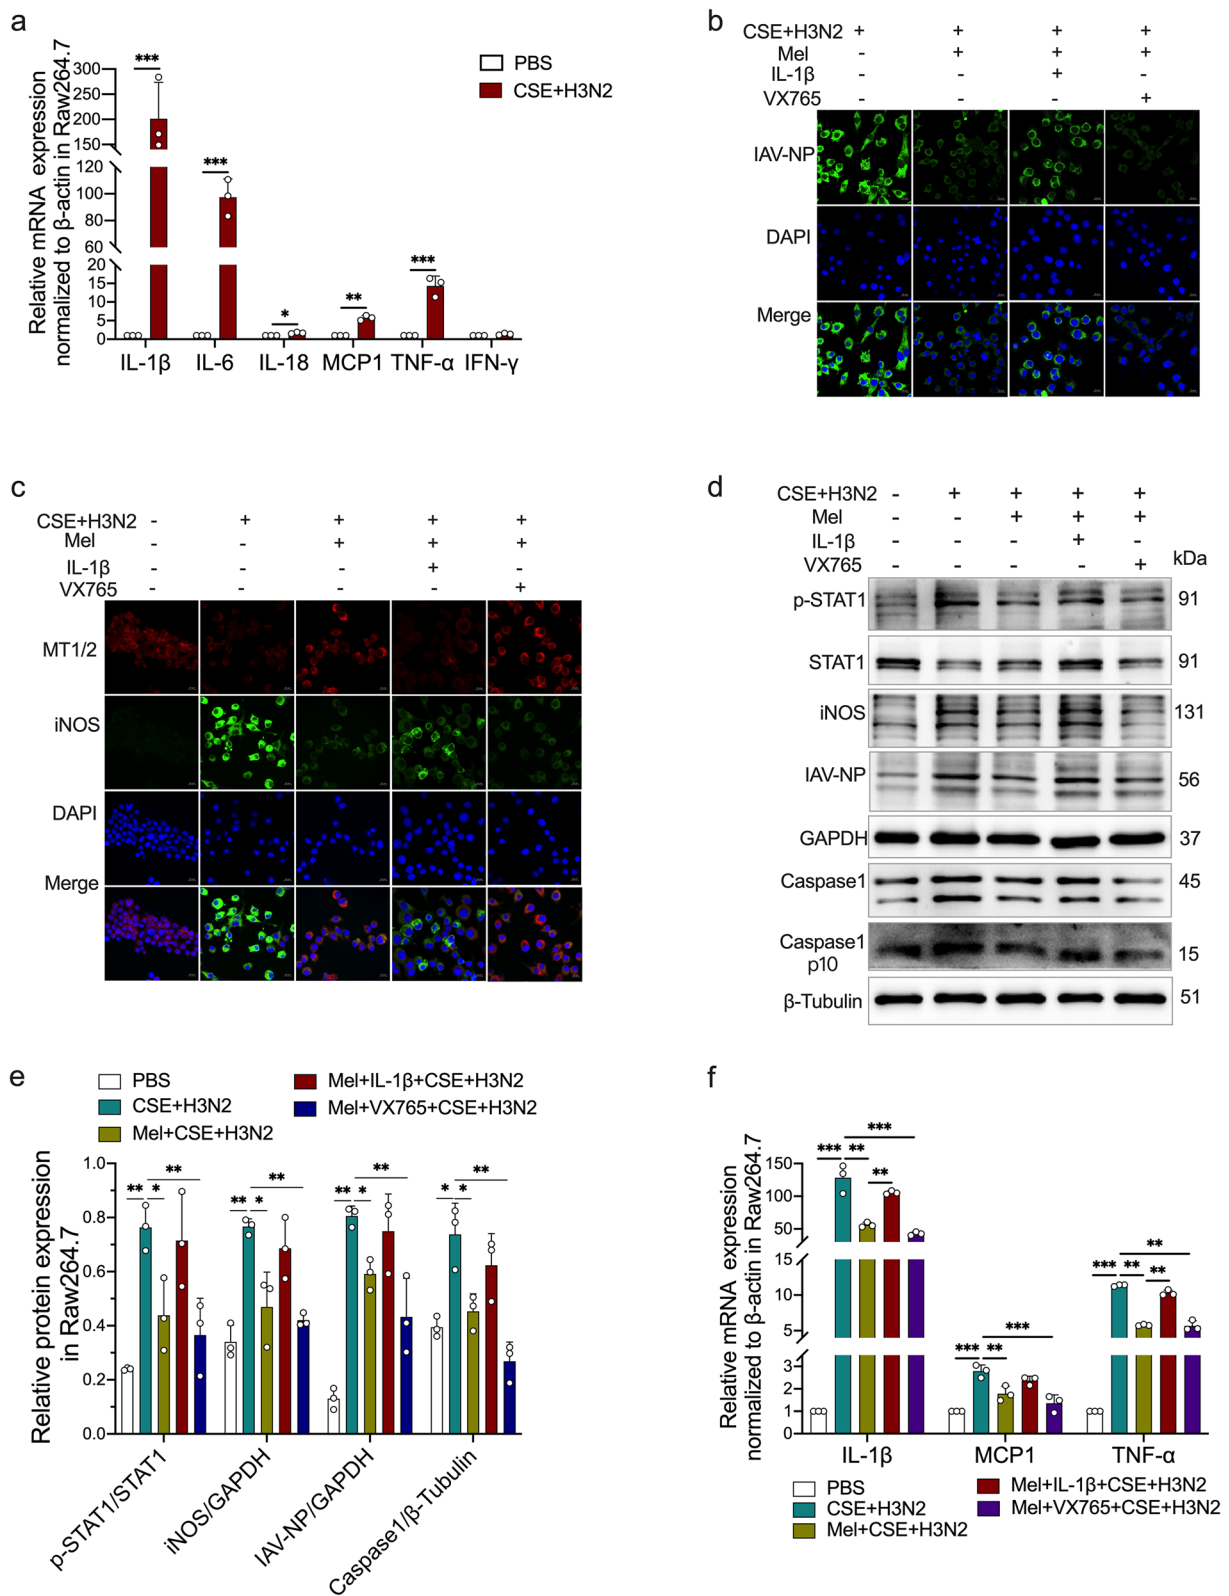 a
Relative mRNA expression
normalized to β-actin in Raw264.7
300
250
200
150
120
100
80
60
20
15
10
5
0
***
***
*
**
***
IL-1β IL-6 IL-18 MCP1 TNF-α IFN-γ
PBS
CSE+H3N2
b
CSE+H3N2 + + + +
Mel - + + +
IL-1β - - + -
VX765 - - - +
IAV-NP
DAPI
Merge
c
CSE+H3N2 - + + + +
Mel - - + + +
IL-1β - - - + -
VX765 - - - - +
MT1/2
iNOS
DAPI
Merge
d
CSE+H3N2 - + + + +
Mel - - + + +
IL-1β - - - + -
VX765 - - - - +
kDa
p-STAT1 91
STAT1 91
iNOS 131
IAV-NP 56
GAPDH 37
Caspase1 45
Caspase1
p10 15
β-Tubulin 51
e
PBS
CSE+H3N2
Mel+CSE+H3N2
Mel+IL-1β+CSE+H3N2
Mel+VX765+CSE+H3N2
Relative protein expression
in Raw264.7
1.0
0.8
0.6
0.4
0.2
0.0
** * **
** * **
** * **
* * **
p-STAT1/STAT1
iNOS/GAPDH
IAV-NP/GAPDH
Caspase1/β-Tubulin
f
Relative mRNA expression
normalized to β-actin in Raw264.7
150
100
50
15
10
5
3
2
1
0
*** ** ** ***
*** ** ***
*** ** ** **
IL-1β MCP1 TNF-α
PBS
CSE+H3N2
Mel+CSE+H3N2
Mel+IL-1β+CSE+H3N2
Mel+VX765+CSE+H3N2